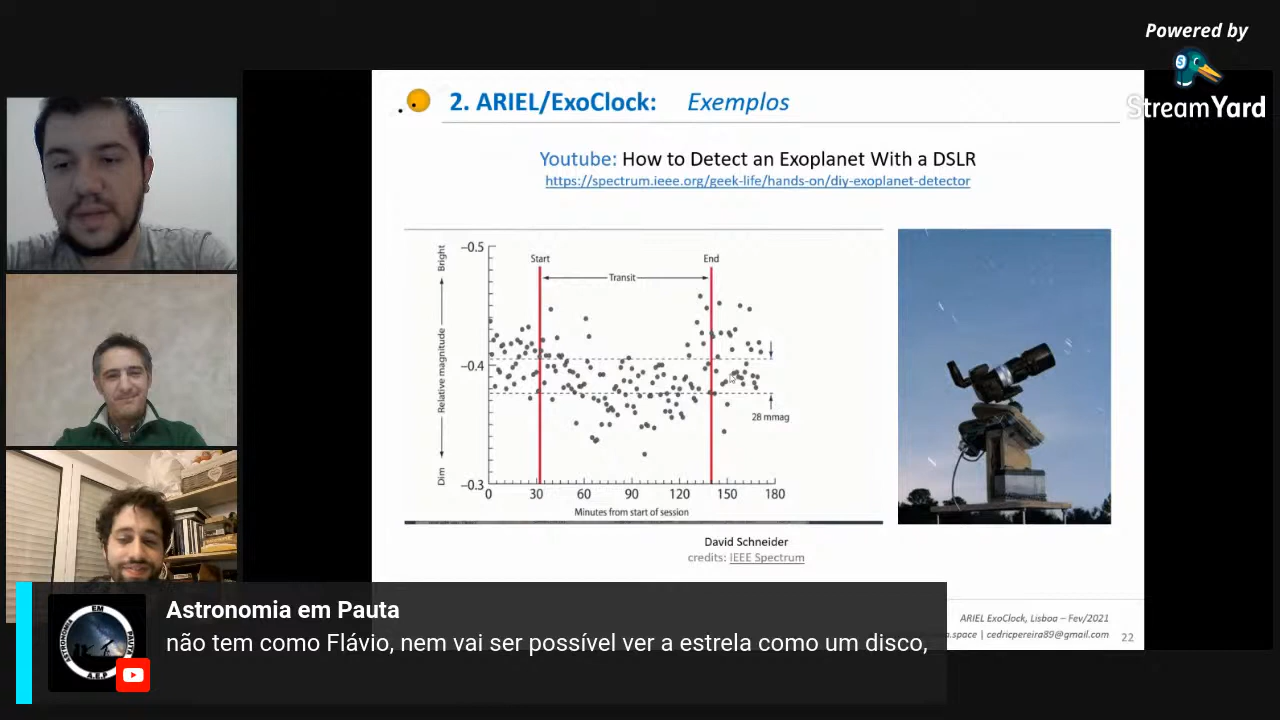 Powered by
StreamYard
2. ARIEL/ExoClock: Exemplos
Youtube: How to Detect an Exoplanet With a DSLR
https://spectrum.ieee.org/geek-life/hands-on/diy-exoplanet-detector
Dim Relative magnitude Bright
-0.5
-0.4
-0.3
Start
End
Transit
28 mmag
0 30 60 90 120 150 180
Minutes from start of session
David Schneider
credits: IEEE Spectrum
ARIEL ExoClock, Lisboa – Fev/2021
.space | cedricpereira89@gmail.com
22
EM
PAUTA
ASTRONOMIA
A.E.P
Astronomia em Pauta
não tem como Flávio, nem vai ser possível ver a estrela como um disco,